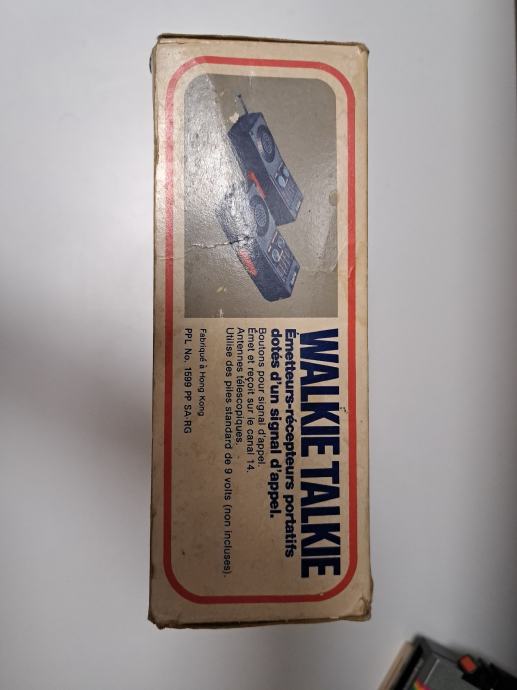 WALKIE TALKIE
Émetteurs-récepteurs portatifs
dotés d'un signal d'appel.
Boutons pour signal d'appel.
Émet et reçoit sur le canal 14.
Antennes télescopiques.
Utilise des piles standard de 9 volts (non incluses).
Fabriqué à Hong Kong
PPL No. 1599 PP SA-RG